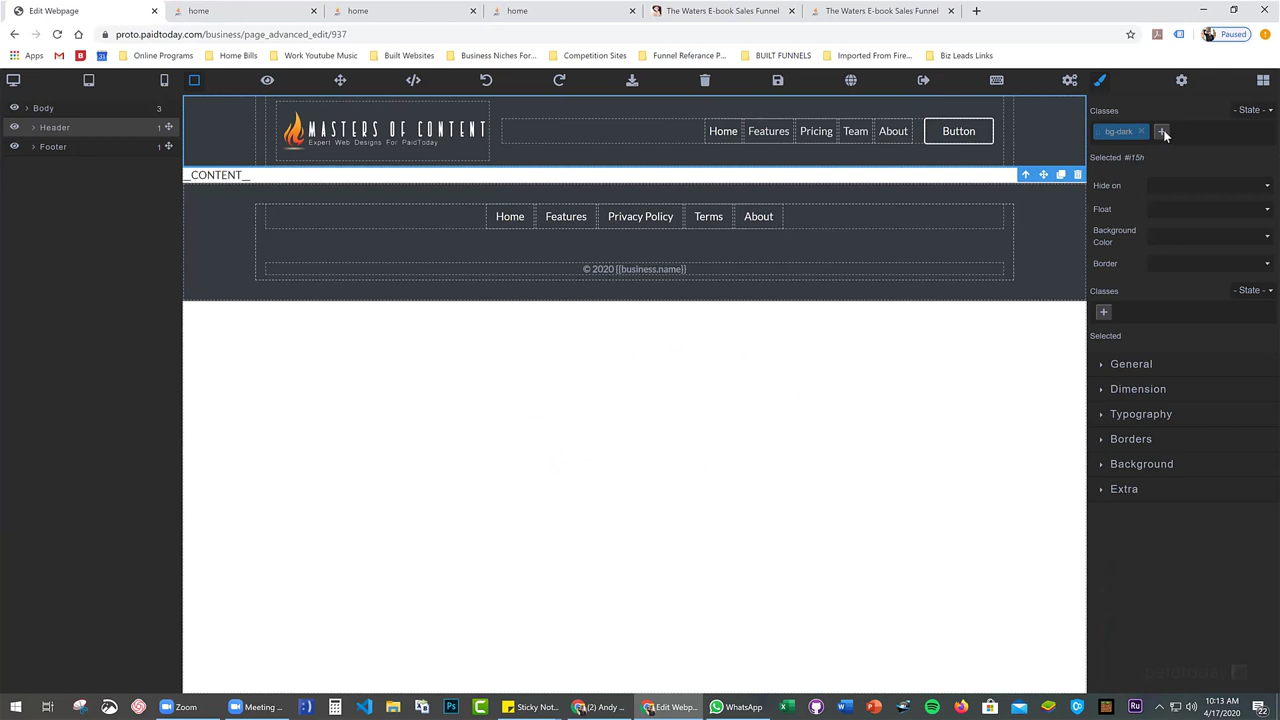 Edit Webpage
home
home
home
The Waters E-book Sales Funnel
The Waters E-book Sales Funnel
proto.paidtoday.com/business/page_advanced_edit/937
Paused
Apps
Online Programs
Home Bills
Work Youtube Music
Built Websites
Business Niches For...
Competition Sites
Funnel Reference P...
BUILT FUNNELS
Imported From Fire...
Biz Leads Links
Body
3
Header
1
Footer
1
MASTERS OF CONTENT
Expert Web Designs For PaidToday
Home
Features
Pricing
Team
About
Button
__CONTENT__
Home
Features
Privacy Policy
Terms
About
© 2020 {{business.name}}
Classes
- State -
bg-dark
Selected #i15h
Hide on
Float
Background
Color
Border
Classes
- State -
Selected
General
Dimension
Typography
Borders
Background
Extra
paidtoday
Zoom
Meeting ...
Sticky Not...
(2) Andy ...
Edit Webp...
WhatsApp
10:13 AM
4/17/2020